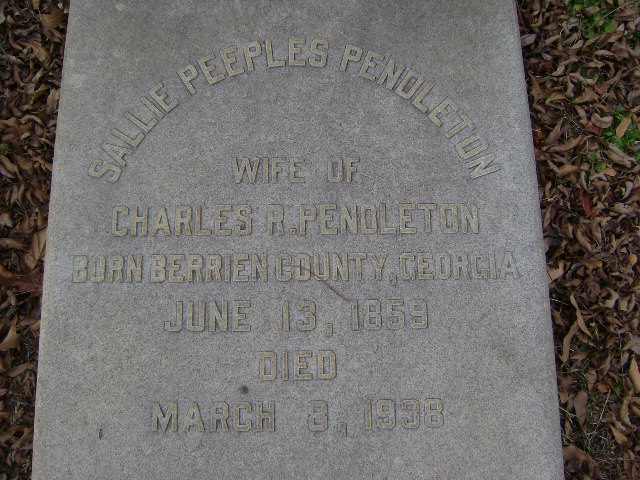 SALLIE PEEPLES PENDLETON
WIFE OF
CHARLES R. PENDLETON
BORN BERRIEN COUNTY, GEORGIA
JUNE 13, 1859
DIED
MARCH 8, 1938